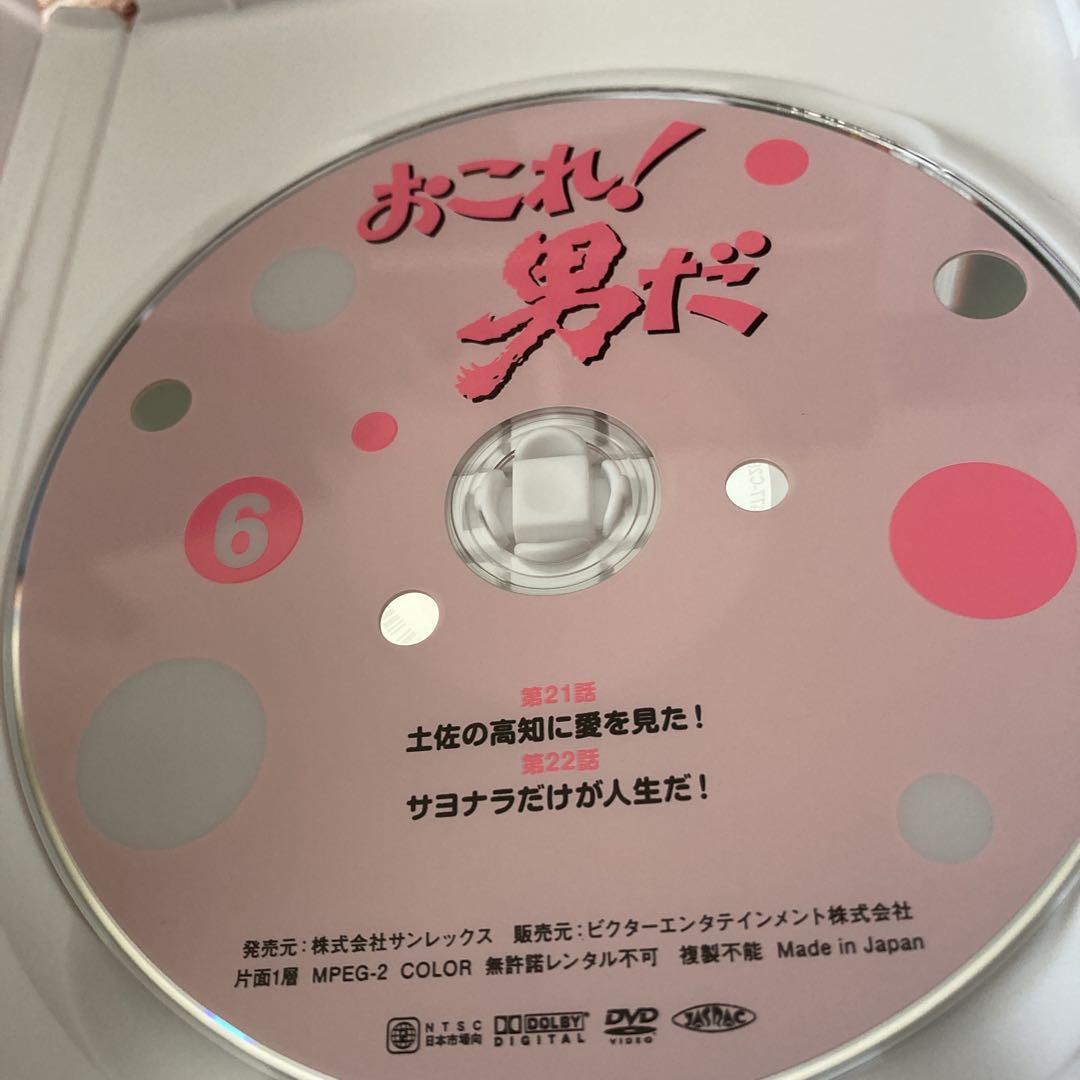 おこれ!
男だ
6
第21話
土佐の高知に愛を見た!
第22話
サヨナラだけが人生だ!
発売元:株式会社サンレックス 販売元:ビクターエンタテインメント株式会社
片面1層 MPEG-2 COLOR 無許諾レンタル不可 複製不能 Made in Japan
NTSC
日本市場向
DOLBY
DIGITAL
DVD
VIDEO
JASRAC